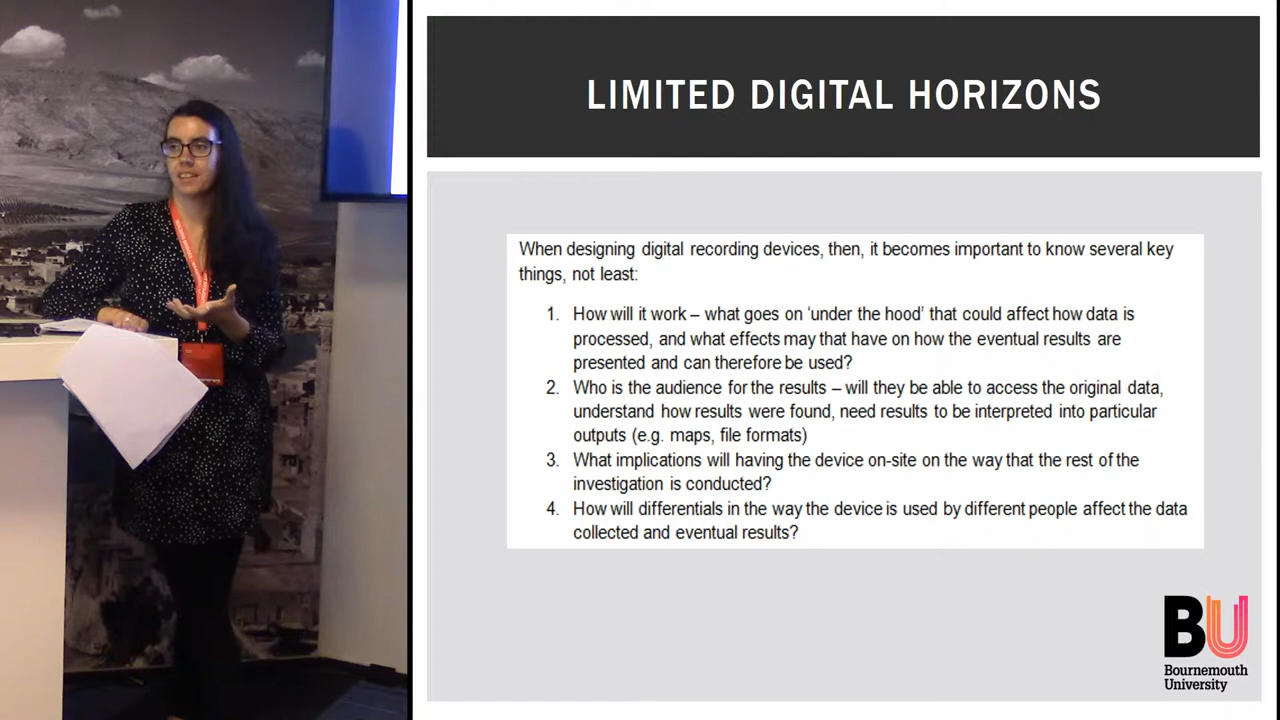 LIMITED DIGITAL HORIZONS
When designing digital recording devices, then, it becomes important to know several key
things, not least:
1. How will it work – what goes on ‘under the hood’ that could affect how data is
processed, and what effects may that have on how the eventual results are
presented and can therefore be used?
2. Who is the audience for the results – will they be able to access the original data,
understand how results were found, need results to be interpreted into particular
outputs (e.g. maps, file formats)
3. What implications will having the device on-site on the way that the rest of the
investigation is conducted?
4. How will differentials in the way the device is used by different people affect the data
collected and eventual results?
BU
Bournemouth
University